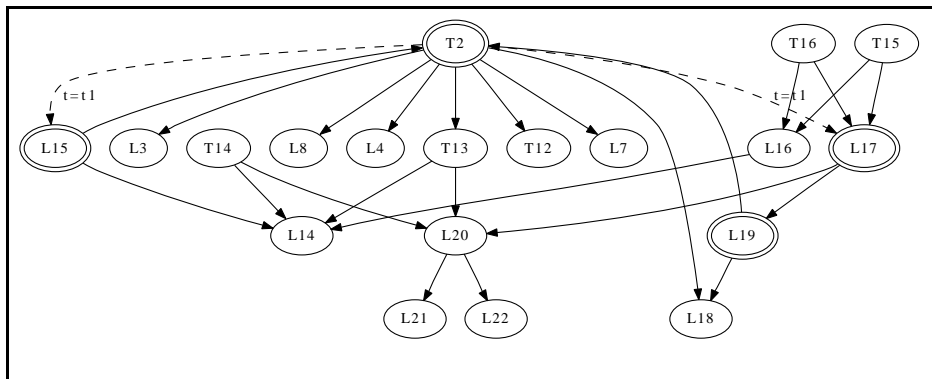 T2 T16 T15
t=t1 t=t1
L15 L3 T14 L8 L4 T13 T12 L7 L16 L17
L14 L20 L19
L21 L22 L18